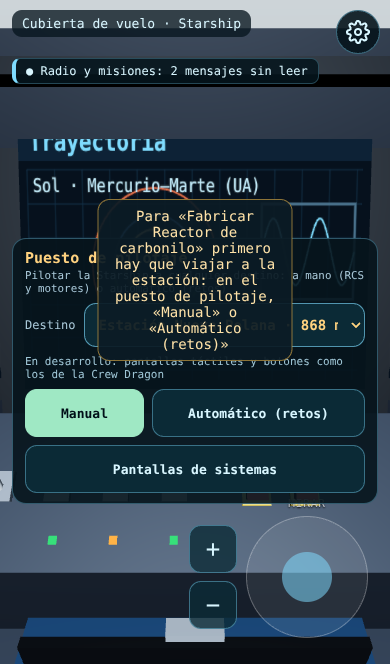 Cubierta de vuelo · Starship
● Radio y misiones: 2 mensajes sin leer
Trayectoria
Sol · Mercurio–Marte (UA)
Para «Fabricar
Reactor de
carbonilo» primero
hay que viajar a la
estación: en el
puesto de pilotaje,
«Manual» o
«Automático
(retos)»
Puesto d
Pilotar la
a mano (RCS
y motores)
Destino
868
En desarrollo: pantallas táctiles y botones como
los de la Crew Dragon
Manual
Automático (retos)
Pantallas de sistemas
+
−